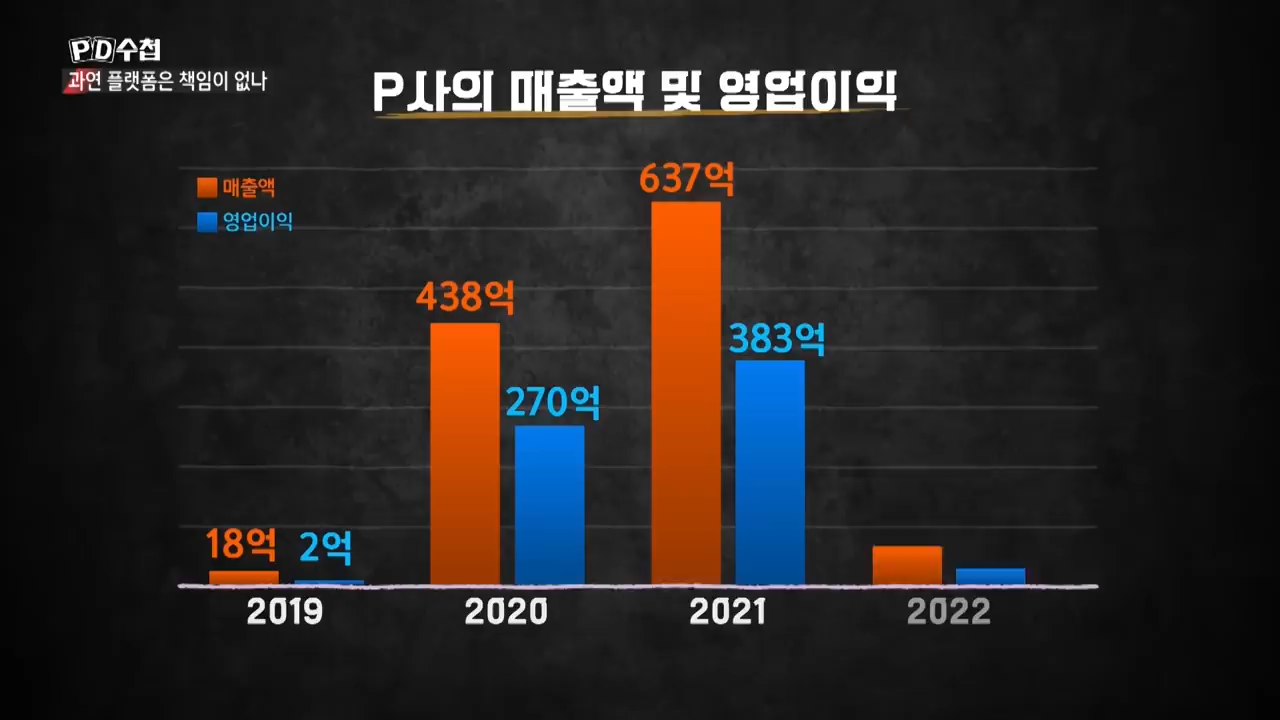 PD수첩
과연 플랫폼은 책임이 없나
P사의 매출액 및 영업이익
매출액
영업이익
637억
438억
383억
270억
18억
2억
2019
2020
2021
2022